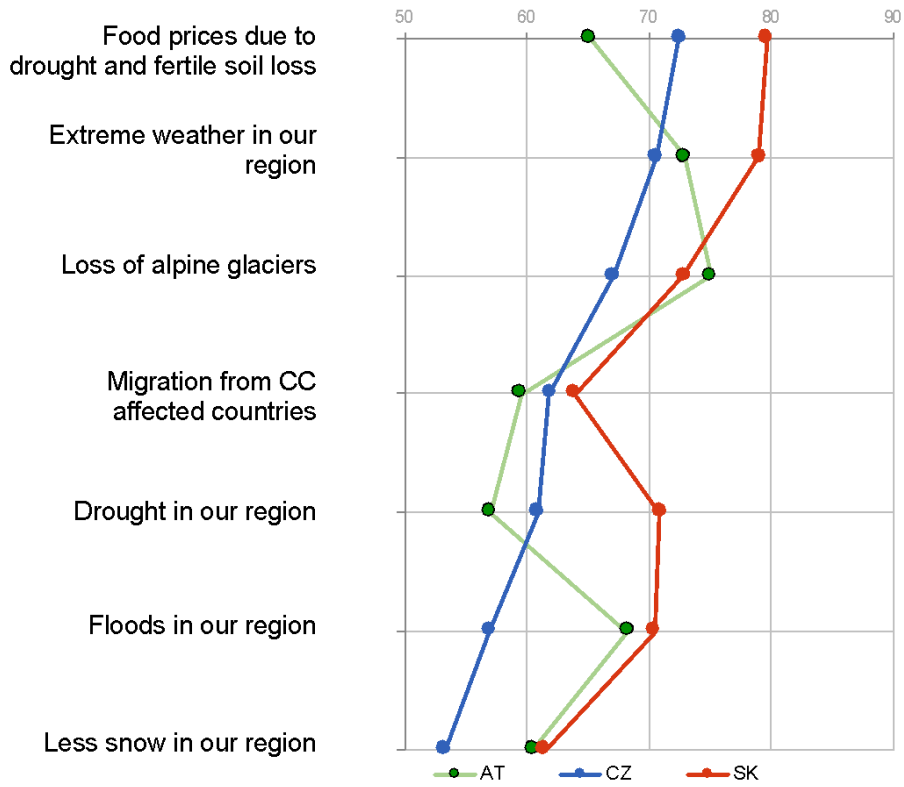 50 60 70 80 90
Food prices due to
drought and fertile soil loss
Extreme weather in our
region
Loss of alpine glaciers
Migration from CC
affected countries
Drought in our region
Floods in our region
Less snow in our region
AT CZ SK